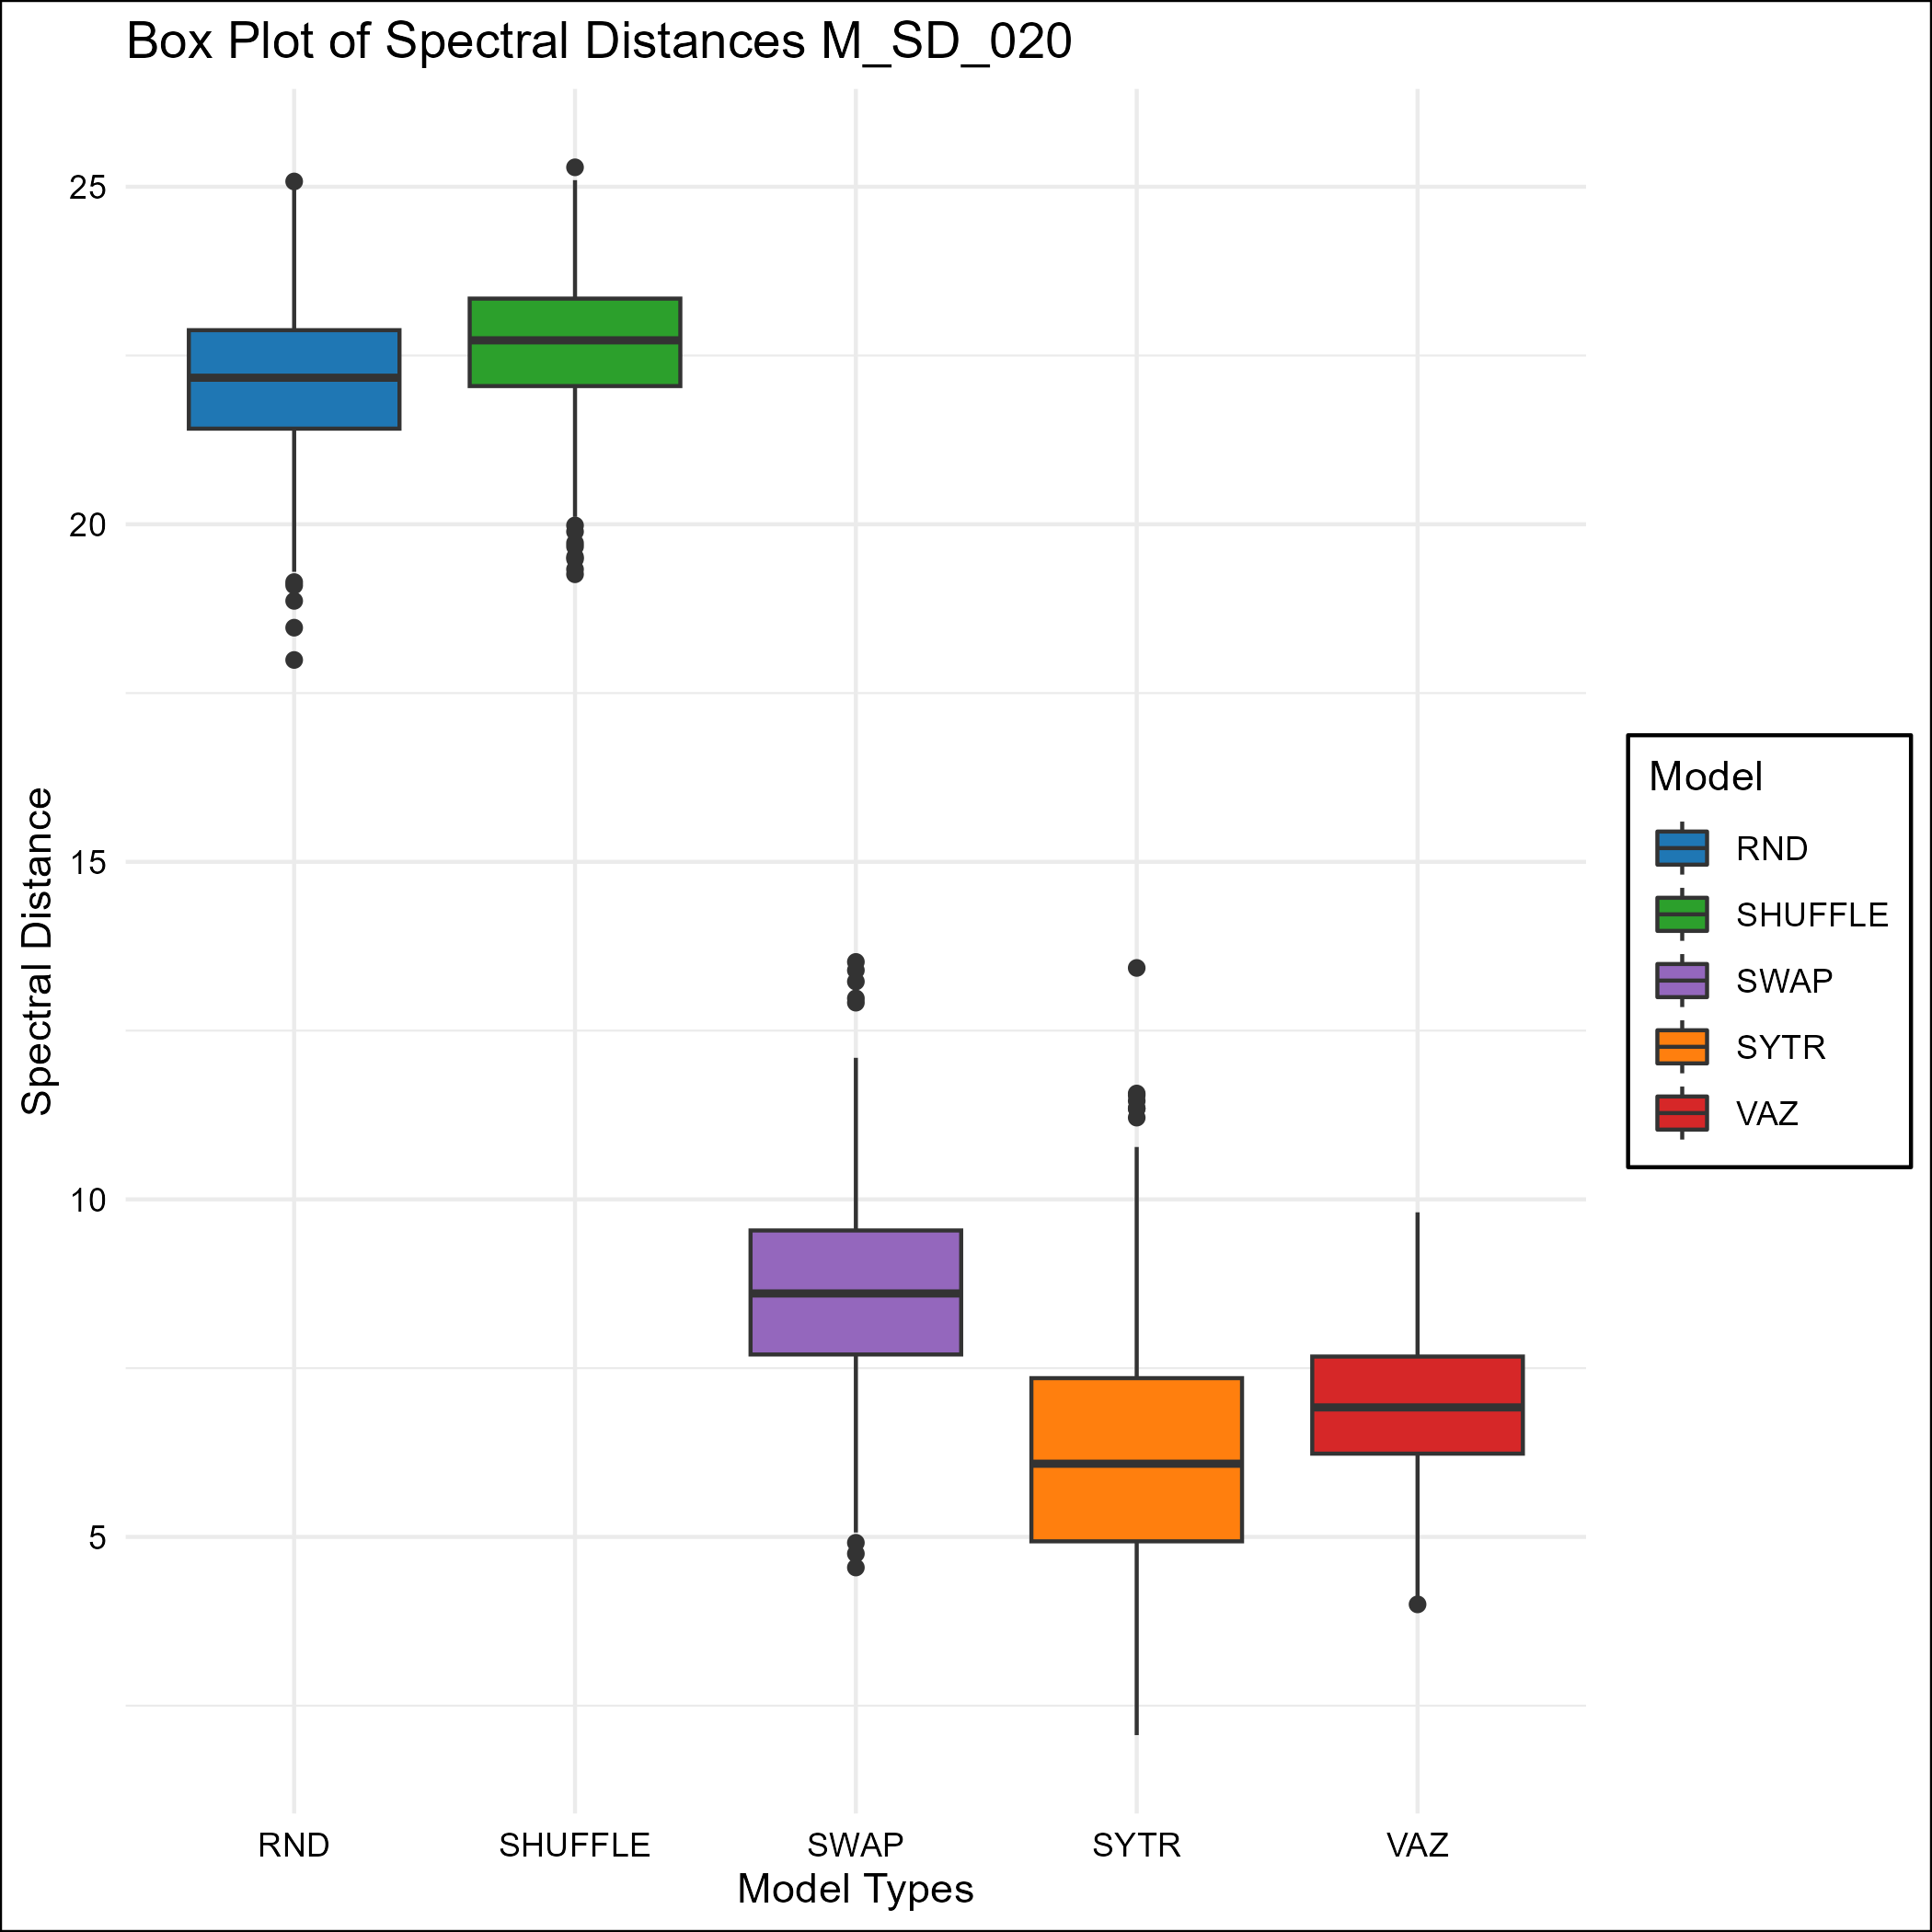 Box Plot of Spectral Distances M_SD_020
25
20
15
10
5
Spectral Distance
RND
SHUFFLE
SWAP
SYTR
VAZ
Model Types
Model
RND
SHUFFLE
SWAP
SYTR
VAZ